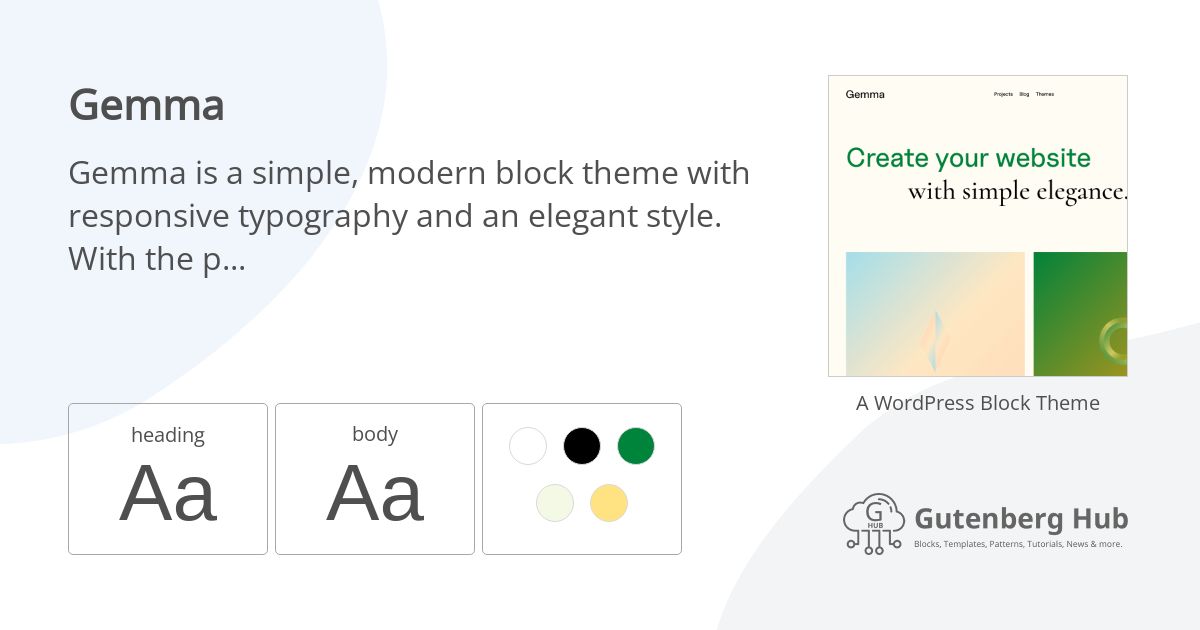 Gemma
Gemma is a simple, modern block theme with
responsive typography and an elegant style.
With the p...
heading
Aa
body
Aa
Gemma
Projects Blog Themes
Create your website
with simple elegance.
A WordPress Block Theme
G
HUB
Gutenberg Hub
Blocks, Templates, Patterns, Tutorials, News & more.